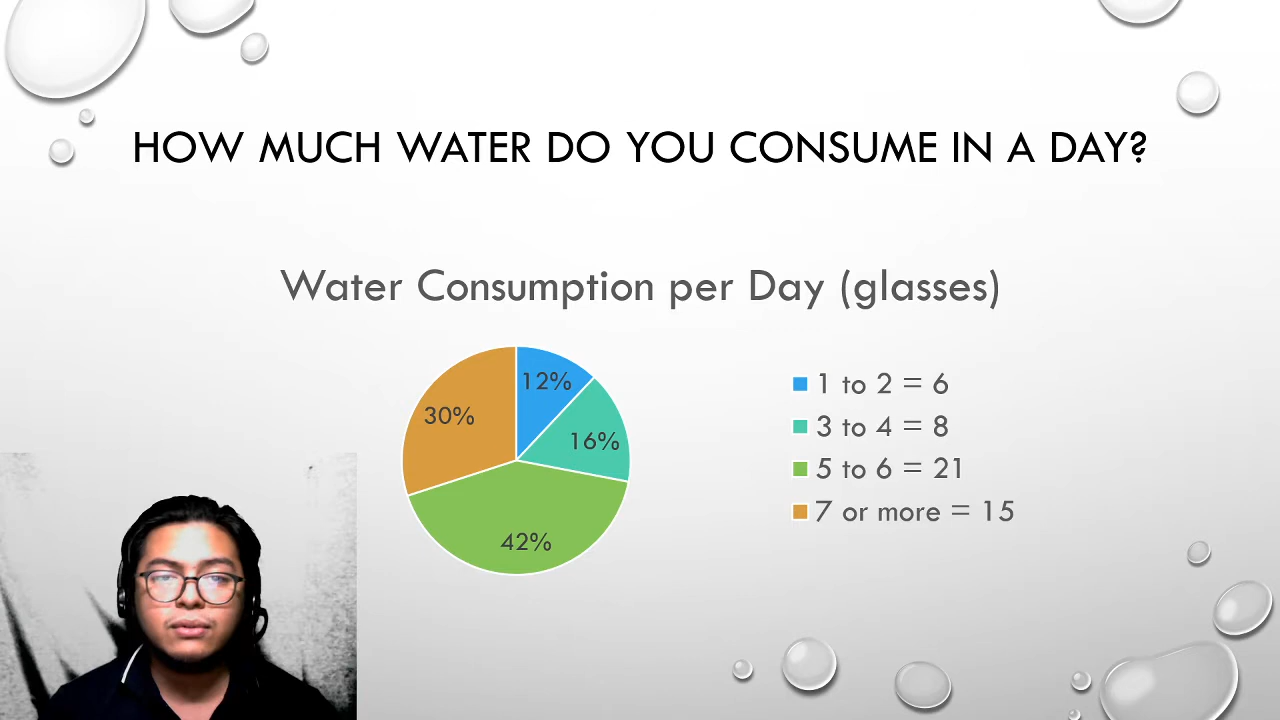 HOW MUCH WATER DO YOU CONSUME IN A DAY?
Water Consumption per Day (glasses)
12%
16%
42%
30%
1 to 2 = 6
3 to 4 = 8
5 to 6 = 21
7 or more = 15